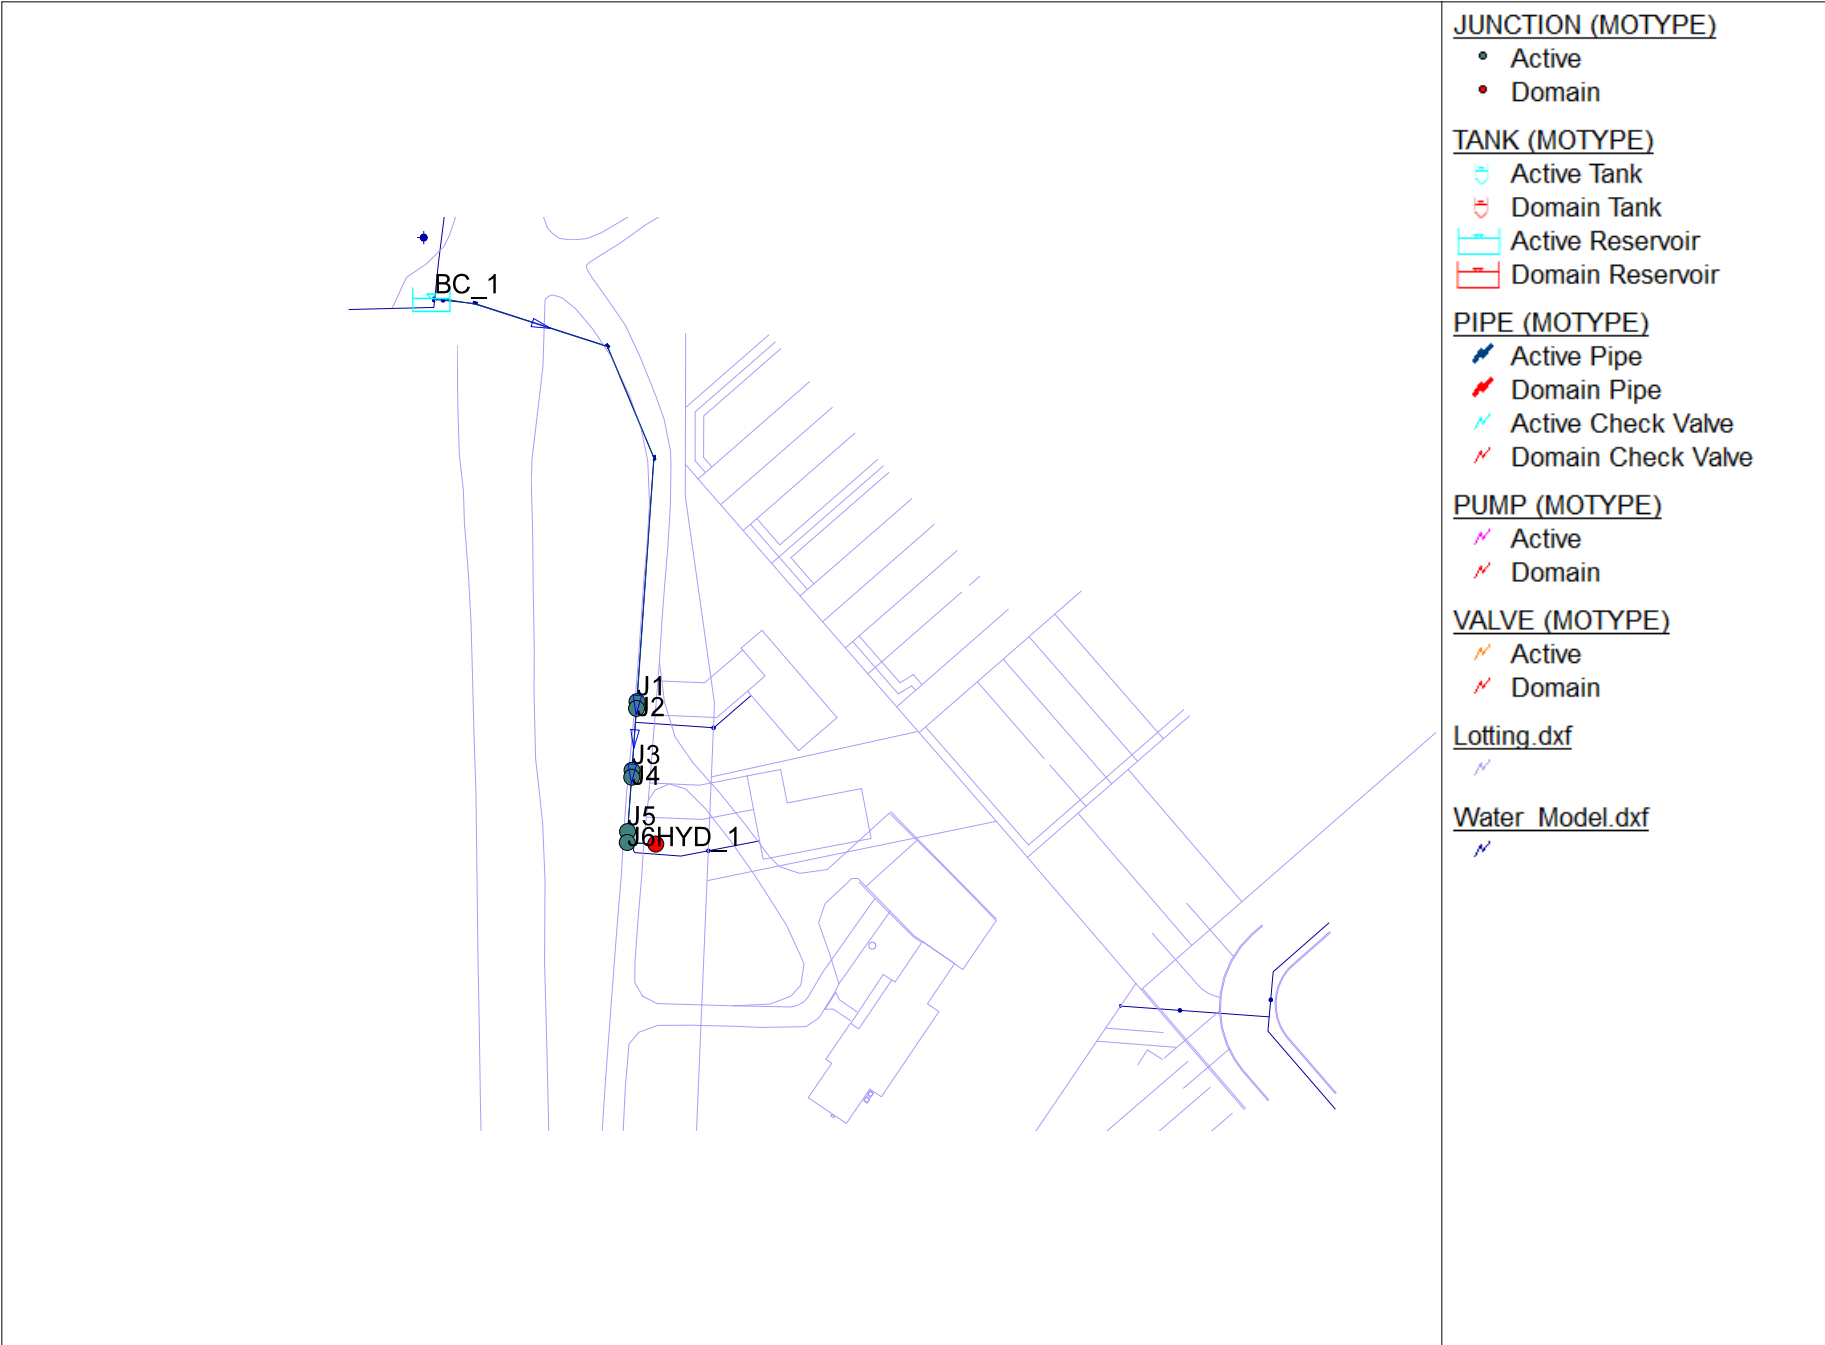 BC_1
J1
J2
J3
J4
J5
J6HYD_1
JUNCTION (MOTYPE)
Active
Domain
TANK (MOTYPE)
Active Tank
Domain Tank
Active Reservoir
Domain Reservoir
PIPE (MOTYPE)
Active Pipe
Domain Pipe
Active Check Valve
Domain Check Valve
PUMP (MOTYPE)
Active
Domain
VALVE (MOTYPE)
Active
Domain
Lotting.dxf
Water_Model.dxf